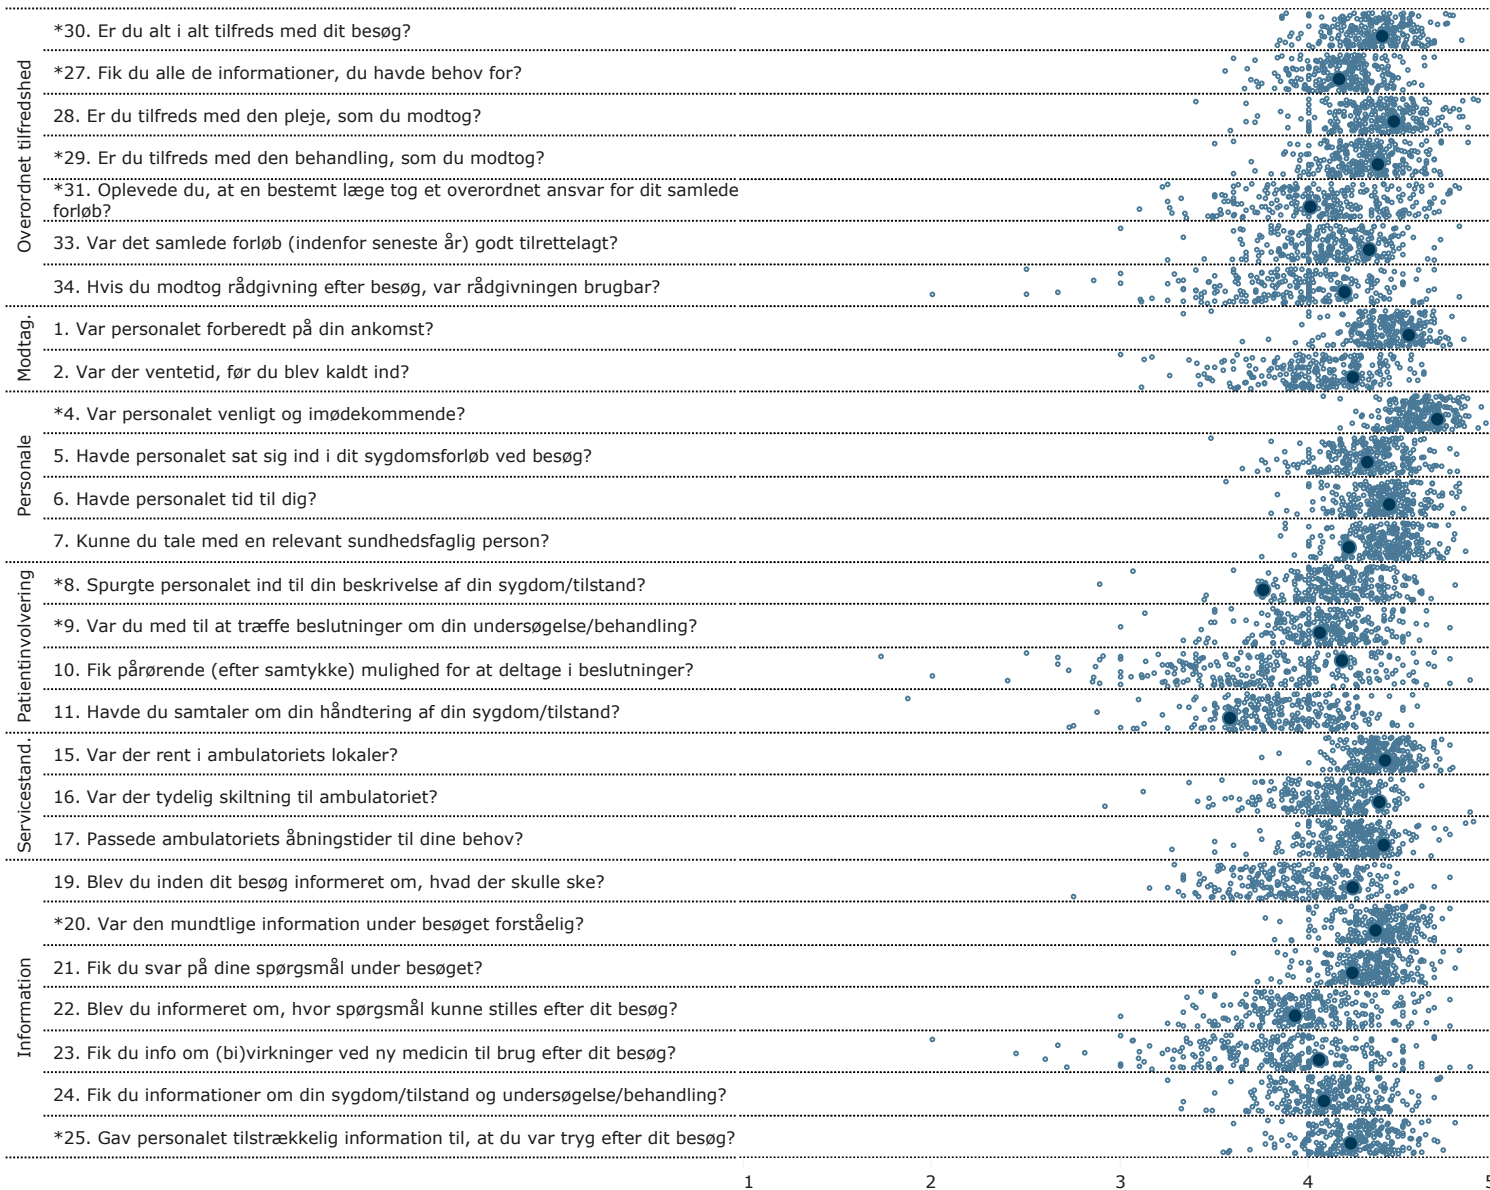 Overordnet tilfredshed
*30. Er du alt i alt tilfreds med dit besøg?
*27. Fik du alle de informationer, du havde behov for?
28. Er du tilfreds med den pleje, som du modtog?
*29. Er du tilfreds med den behandling, som du modtog?
*31. Oplevede du, at en bestemt læge tog et overordnet ansvar for dit samlede
forløb?
33. Var det samlede forløb (indenfor seneste år) godt tilrettelagt?
34. Hvis du modtog rådgivning efter besøg, var rådgivningen brugbar?
Modtag.
1. Var personalet forberedt på din ankomst?
2. Var der ventetid, før du blev kaldt ind?
Personale
*4. Var personalet venligt og imødekommende?
5. Havde personalet sat sig ind i dit sygdomsforløb ved besøg?
6. Havde personalet tid til dig?
7. Kunne du tale med en relevant sundhedsfaglig person?
Patientinvolvering
*8. Spurgte personalet ind til din beskrivelse af din sygdom/tilstand?
*9. Var du med til at træffe beslutninger om din undersøgelse/behandling?
10. Fik pårørende (efter samtykke) mulighed for at deltage i beslutninger?
11. Havde du samtaler om din håndtering af din sygdom/tilstand?
Servicestand.
15. Var der rent i ambulatoriets lokaler?
16. Var der tydelig skiltning til ambulatoriet?
17. Passede ambulatoriets åbningstider til dine behov?
Information
19. Blev du inden dit besøg informeret om, hvad der skulle ske?
*20. Var den mundtlige information under besøget forståelig?
21. Fik du svar på dine spørgsmål under besøget?
22. Blev du informeret om, hvor spørgsmål kunne stilles efter dit besøg?
23. Fik du info om (bi)virkninger ved ny medicin til brug efter dit besøg?
24. Fik du informationer om din sygdom/tilstand og undersøgelse/behandling?
*25. Gav personalet tilstrækkelig information til, at du var tryg efter dit besøg?
1 2 3 4 5